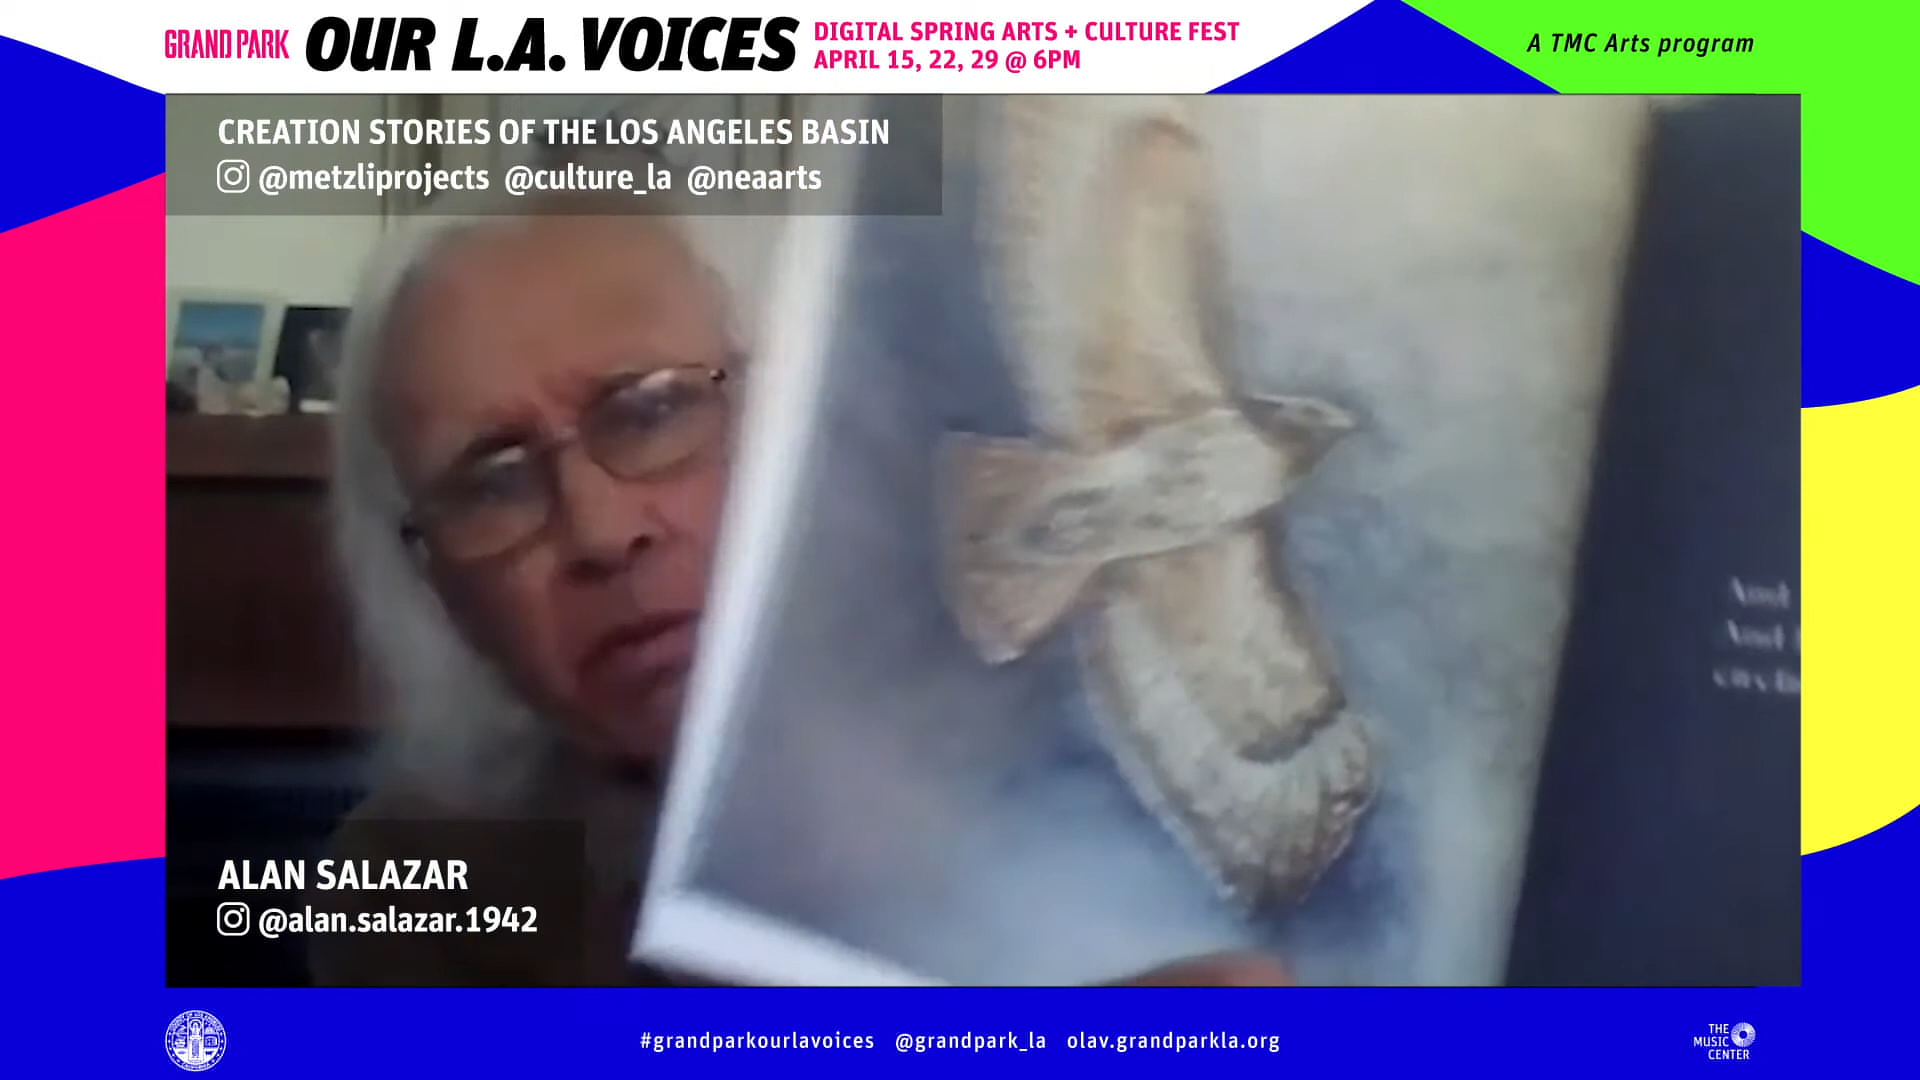 GRAND PARK
OUR L.A. VOICES
DIGITAL SPRING ARTS + CULTURE FEST
APRIL 15, 22, 29 @ 6PM
A TMC Arts program
CREATION STORIES OF THE LOS ANGELES BASIN
@metzliprojects @culture_la @neaarts
And
And
ALAN SALAZAR
@alan.salazar.1942
#grandparkourlavoices @grandpark_la olav.grandparkla.org
THE
MUSIC
CENTER